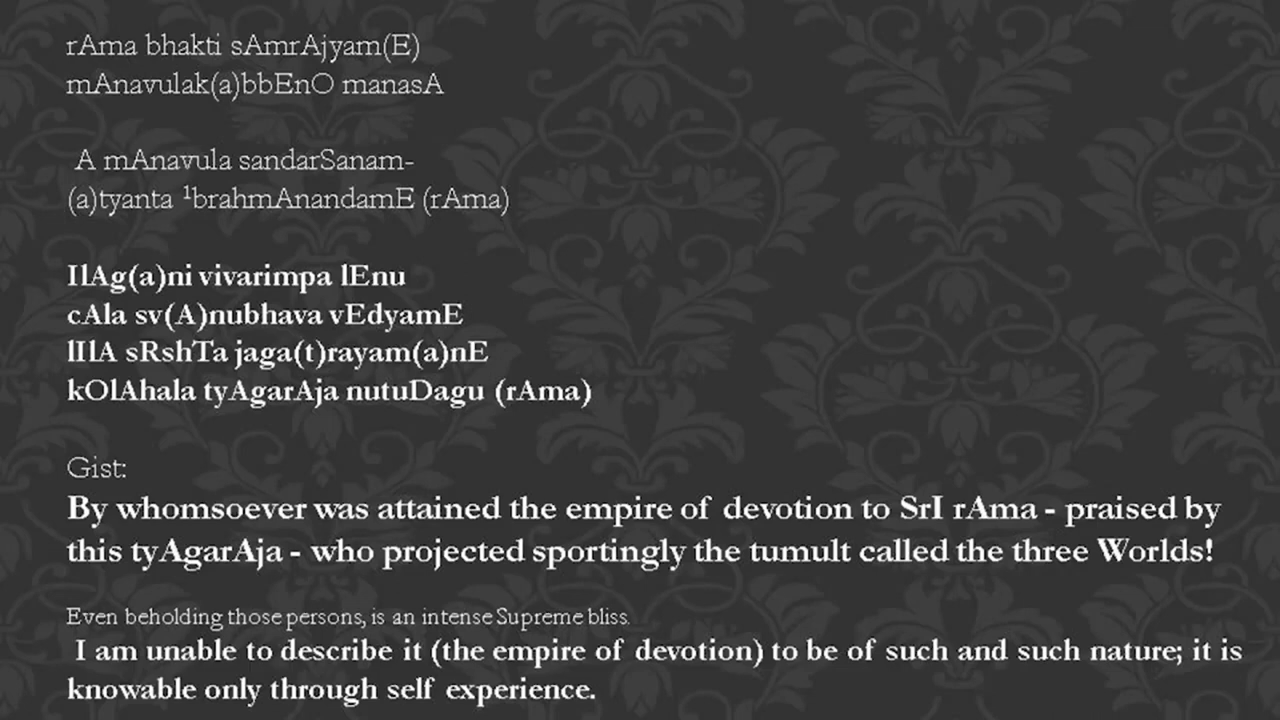 rAma bhakti sAmrAjyam(E)
mAnavulak(a)bbEnO manasA
A mAnavula sandarSanam-
(a)tyanta ¹brahmAnandamE (rAma)
IlAg(a)ni vivarimpa lEnu
cAla sv(A)nubhava vEdyamE
lIlA sRshTa jaga(t)rayam(a)nE
kOlAhala tyAgarAja nutuDagu (rAma)
Gist:
By whomsoever was attained the empire of devotion to SrI rAma - praised by
this tyAgarAja - who projected sportingly the tumult called the three Worlds!
Even beholding those persons, is an intense Supreme bliss.
I am unable to describe it (the empire of devotion) to be of such and such nature; it is
knowable only through self experience.